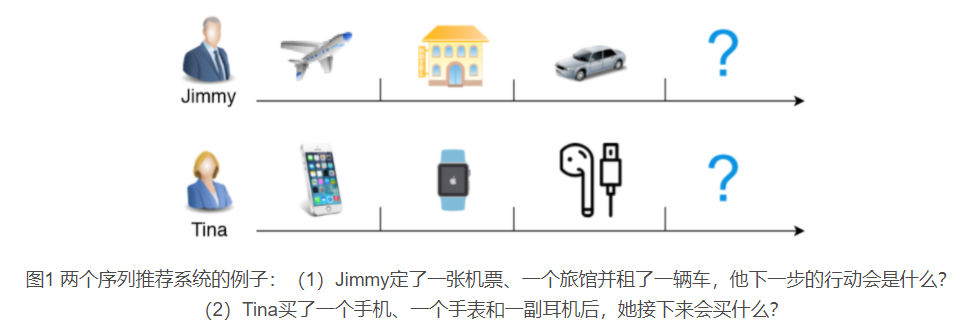 Jimmy
?
Tina
?
图1 两个序列推荐系统的例子：（1）Jimmy定了一张机票、一个旅馆并租了一辆车，他下一步的行动会是什么？
（2）Tina买了一个手机、一个手表和一副耳机后，她接下来会买什么？